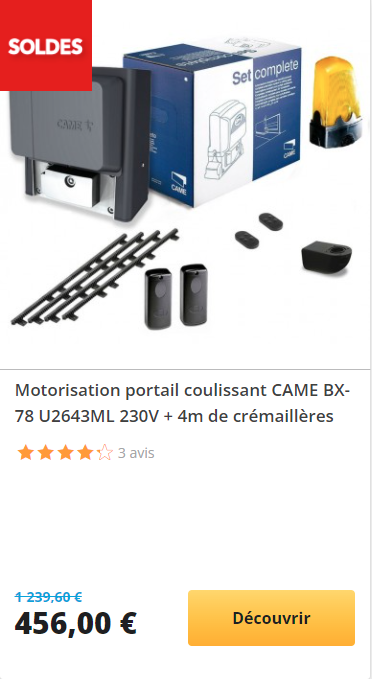 SOLDES
Set complete
CAME
CAME
Motorisation portail coulissant CAME BX-
78 U2643ML 230V + 4m de crémaillères
3 avis
1 239,60 €
456,00 €
Découvrir